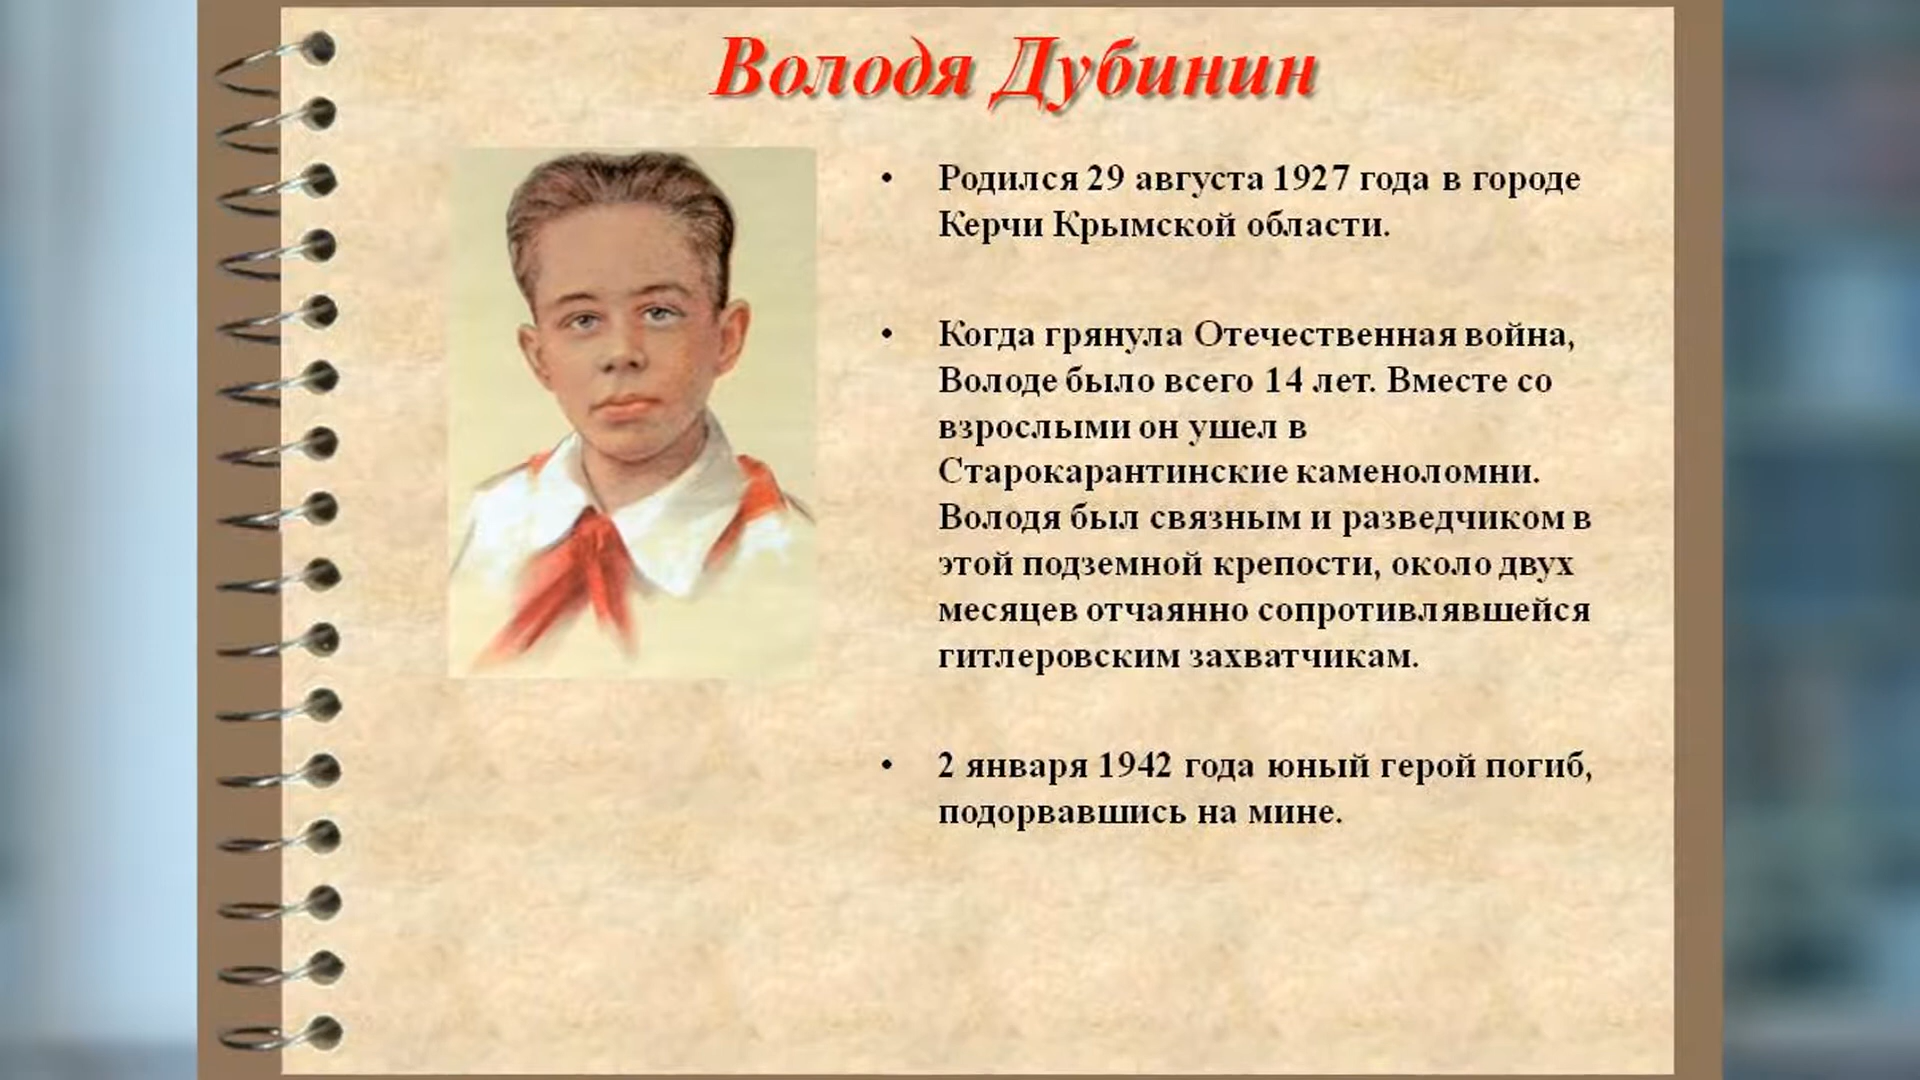 Володя Дубинин
• Родился 29 августа 1927 года в городе
Керчи Крымской области.
• Когда грянула Отечественная война,
Володе было всего 14 лет. Вместе со
взрослыми он ушел в
Старокарантинские каменоломни.
Володя был связным и разведчиком в
этой подземной крепости, около двух
месяцев отчаянно сопротивлявшейся
гитлеровским захватчикам.
• 2 января 1942 года юный герой погиб,
подорвавшись на мине.